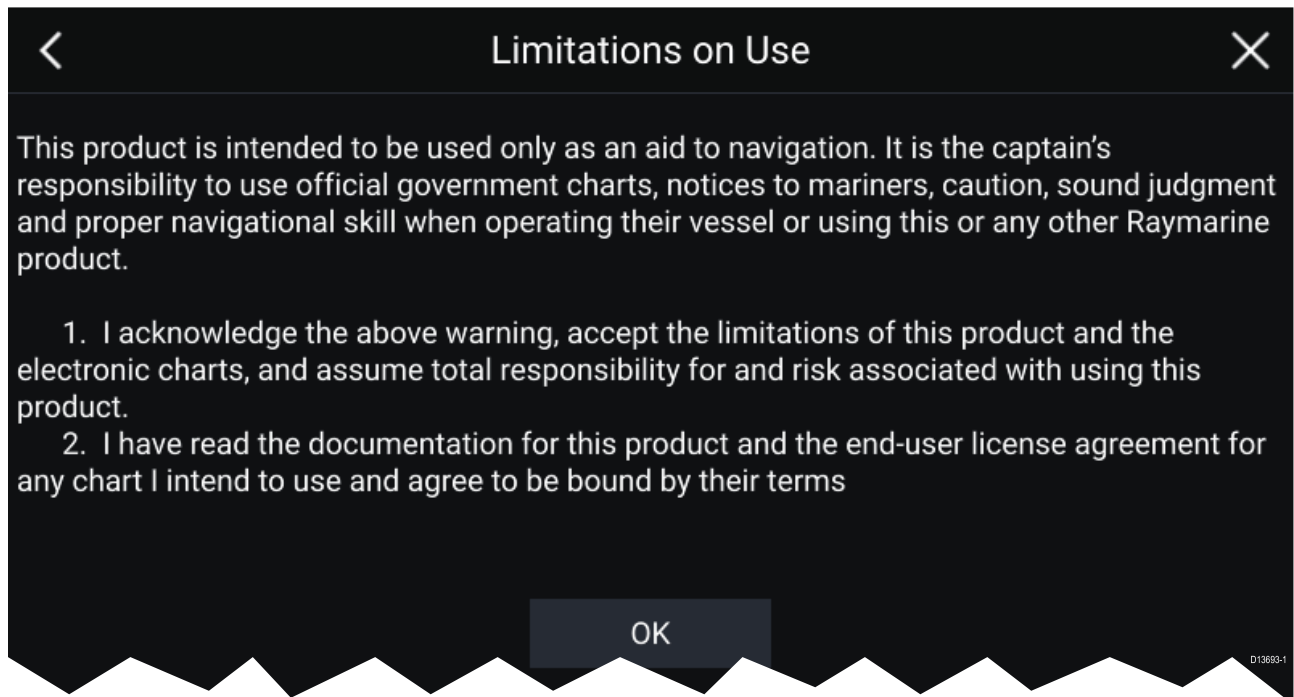 Limitations on Use
This product is intended to be used only as an aid to navigation. It is the captain's
responsibility to use official government charts, notices to mariners, caution, sound judgment
and proper navigational skill when operating their vessel or using this or any other Raymarine
product.
1. I acknowledge the above warning, accept the limitations of this product and the
electronic charts, and assume total responsibility for and risk associated with using this
product.
2. I have read the documentation for this product and the end-user license agreement for
any chart I intend to use and agree to be bound by their terms
OK
D13693-1